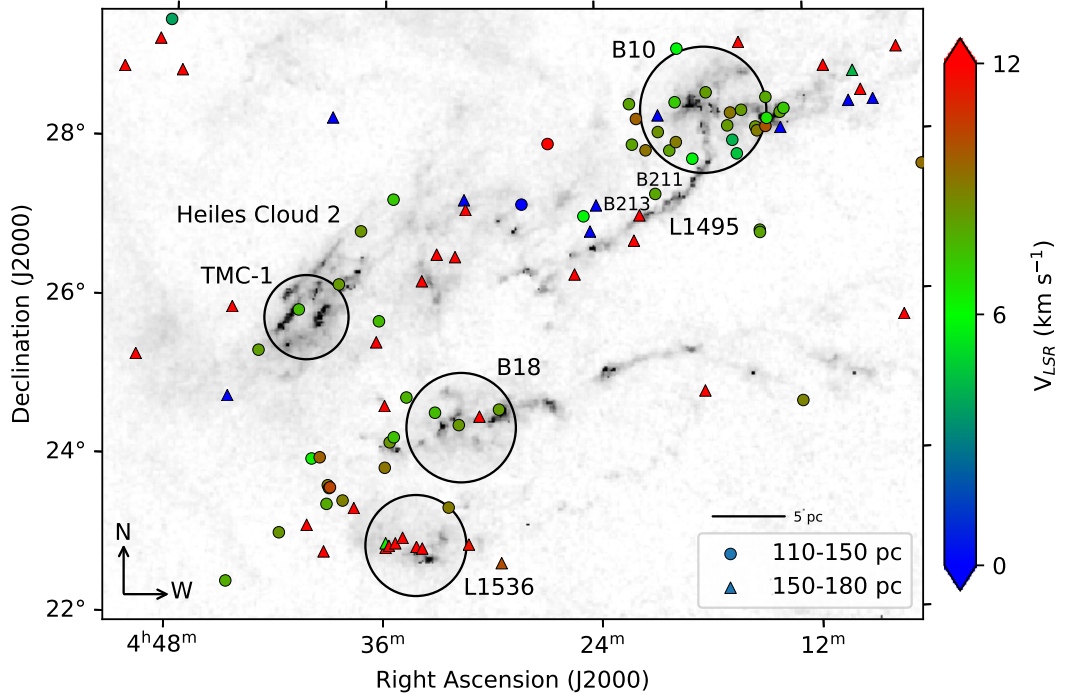 B10
12
28°
B211
B213
Heiles Cloud 2
L1495
TMC-1
26°
Declination (J2000)
V_LSR (km s⁻¹)
6
B18
24°
N
W
5 pc
110-150 pc
150-180 pc
0
L1536
22°
4ʰ48ᵐ
36ᵐ
24ᵐ
12ᵐ
Right Ascension (J2000)